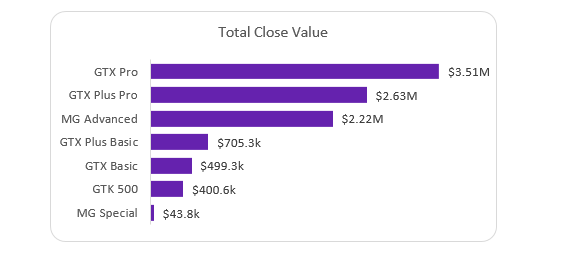 Total Close Value
GTX Pro $3.51M
GTX Plus Pro $2.63M
MG Advanced $2.22M
GTX Plus Basic $705.3k
GTX Basic $499.3k
GTK 500 $400.6k
MG Special $43.8k